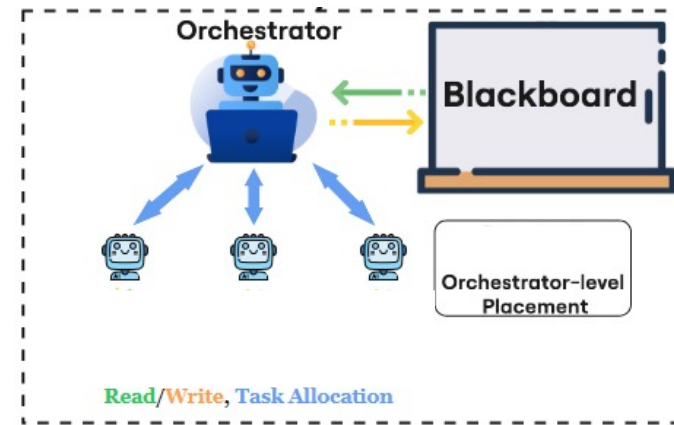 Orchestrator
Blackboard
Orchestrator-level
Placement
Read/Write, Task Allocation